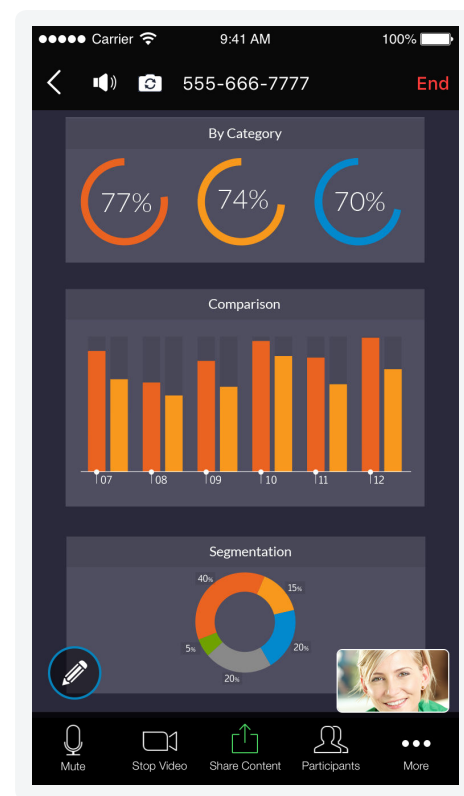 Carrier 9:41 AM 100%
555-666-7777 End
By Category
77% 74% 70%
Comparison
07 08 09 10 11 12
Segmentation
40%
15%
5%
20%
20%
Mute Stop Video Share Content Participants More